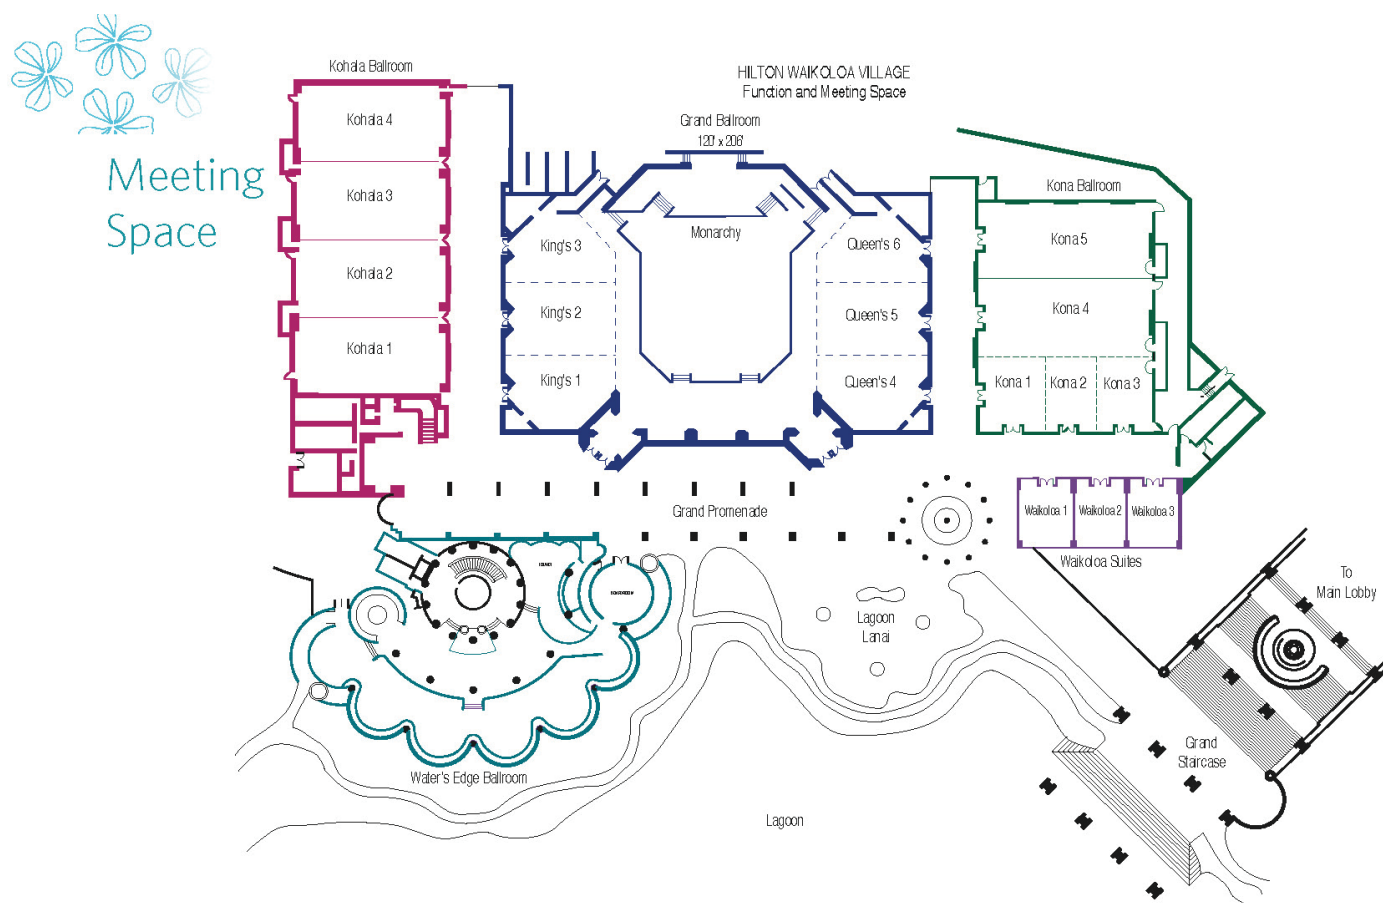 Meeting
Space
HILTON WAIKOLOA VILLAGE
Function and Meeting Space
Kohala Ballroom
Kohala 4
Kohala 3
Kohala 2
Kohala 1
Grand Ballroom
120' x 206'
Monarchy
King's 3
King's 2
King's 1
Queen's 6
Queen's 5
Queen's 4
Kona Ballroom
Kona 5
Kona 4
Kona 1
Kona 2
Kona 3
Grand Promenade
Waikoloa 1
Waikoloa 2
Waikoloa 3
Waikoloa Suites
To
Main Lobby
Lagoon
Lanai
Grand
Staircase
Water's Edge Ballroom
Lagoon